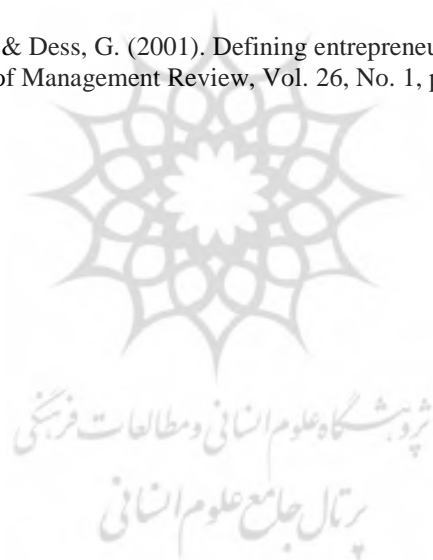 & Dess, G. (2001). Defining entrepreneu
of Management Review, Vol. 26, No. 1, p
پژوهشگاه علوم انسانی و مطالعات فرهنگی
پرتال جامع علوم انسانی